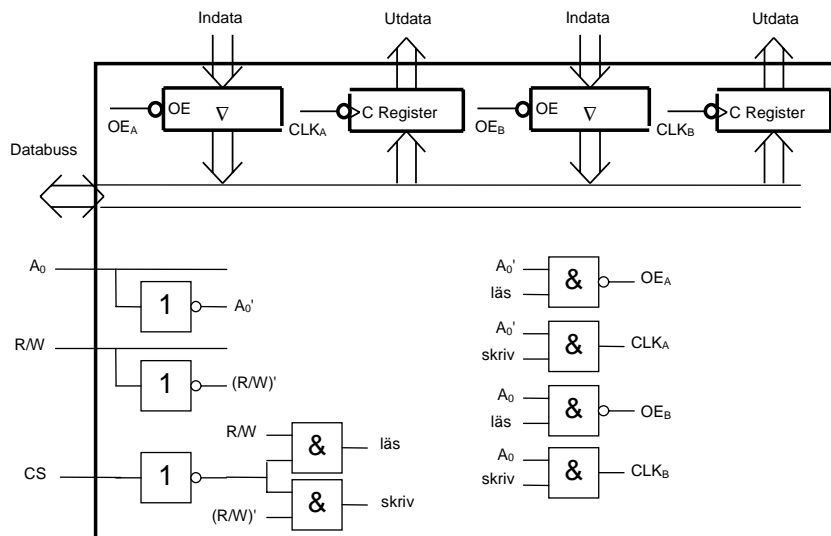 Indata Utdata Indata Utdata
OE ∇ C Register OE ∇ C Register
OEA CLKA OEB CLKB
Databuss
A0
1 A0'
R/W
1 (R/W)'
CS 1
R/W & läs
(R/W)' & skriv
A0' läs & OEA
A0' skriv & CLKA
A0 läs & OEB
A0 skriv & CLKB